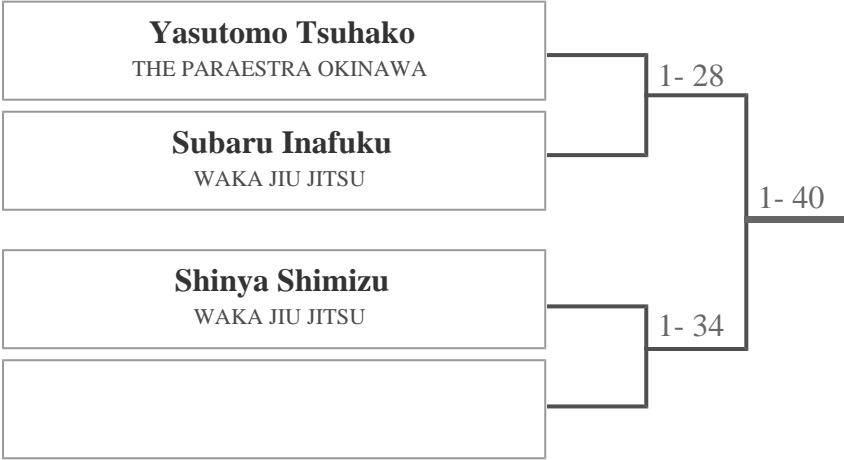 Yasutomo Tsuhako
THE PARAESTRA OKINAWA
1- 28
Subaru Inafuku
WAKA JIU JITSU
1- 40
Shinya Shimizu
WAKA JIU JITSU
1- 34